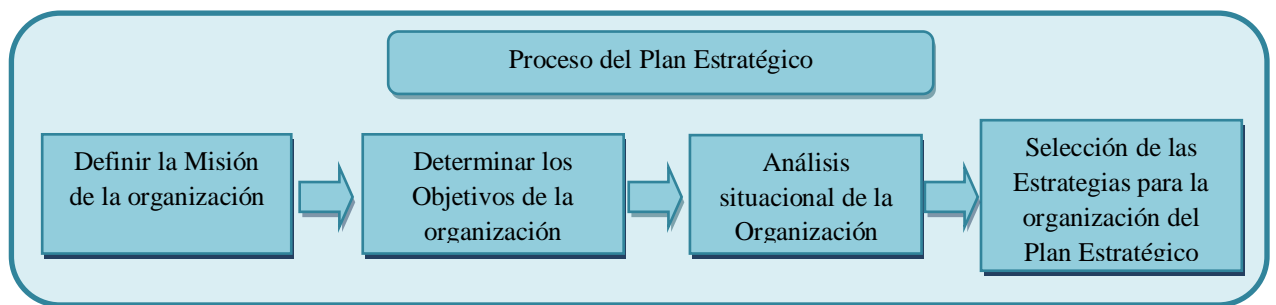 Proceso del Plan Estratégico
Definir la Misión
de la organización
Determinar los
Objetivos de la
organización
Análisis
situacional de la
Organización
Selección de las
Estrategias para la
organización del
Plan Estratégico